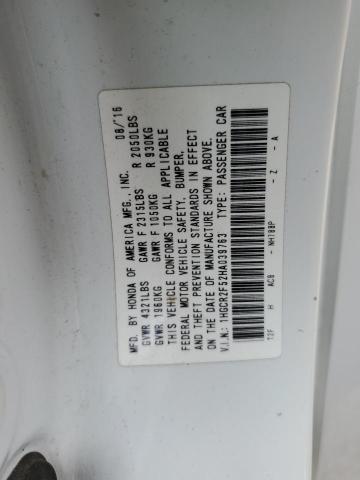 MFD. BY HONDA OF AMERICA MFG., INC. 08/'16
GVWR 4321LBS GAWR F 2315LBS R 2050LBS
GVWR 1960KG GAWR F 1050KG R 930KG
THIS VEHICLE CONFORMS TO ALL APPLICABLE
FEDERAL MOTOR VEHICLE SAFETY, BUMPER,
AND THEFT PREVENTION STANDARDS IN EFFECT
ON THE DATE OF MANUFACTURE SHOWN ABOVE.
V.I.N.: 1HGCR2F52HA039763 TYPE: PASSENGER CAR
T2F H AC9 - NH788P - Z - A